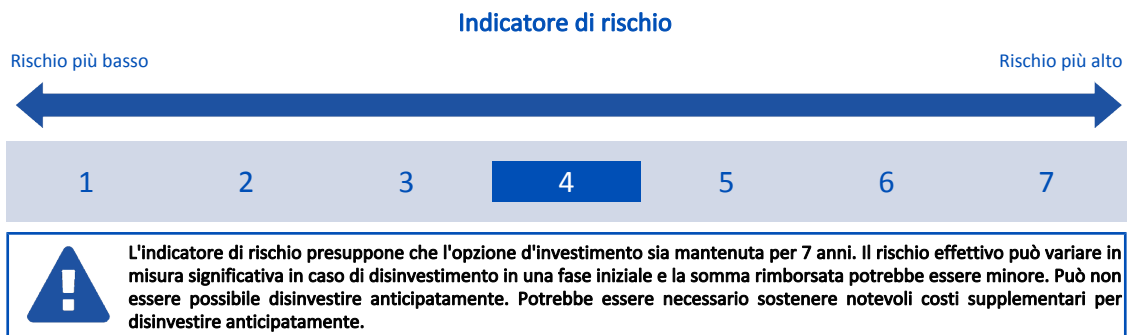 Indicatore di rischio
Rischio più basso
Rischio più alto
1 2 3 4 5 6 7
L'indicatore di rischio presuppone che l'opzione d'investimento sia mantenuta per 7 anni. Il rischio effettivo può variare in
misura significativa in caso di disinvestimento in una fase iniziale e la somma rimborsata potrebbe essere minore. Può non
essere possibile disinvestire anticipatamente. Potrebbe essere necessario sostenere notevoli costi supplementari per
disinvestire anticipatamente.